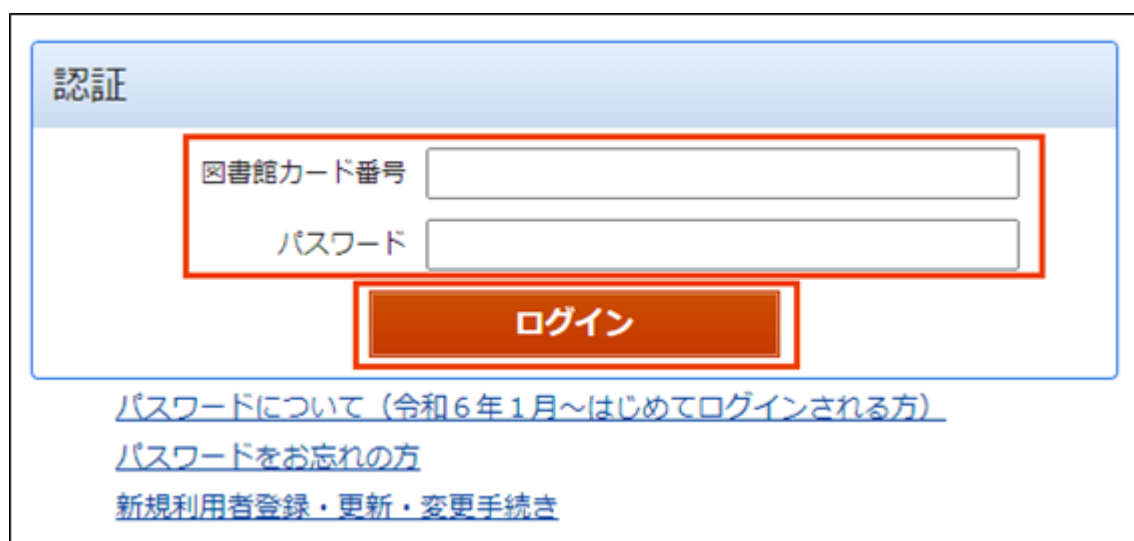 認証
図書館カード番号
パスワード
ログイン
パスワードについて（令和６年１月～はじめてログインされる方）
パスワードをお忘れの方
新規利用者登録・更新・変更手続き